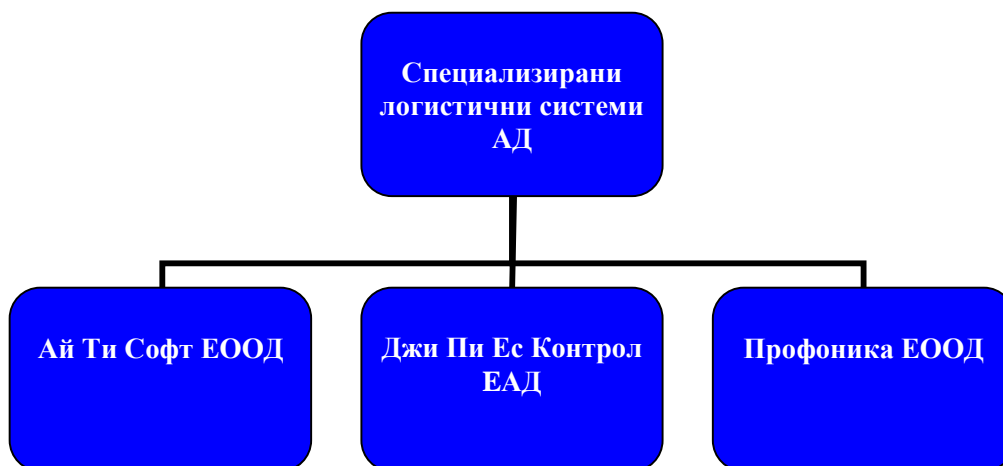 Специализирани
логистични системи
АД
Ай Ти Софт ЕООД
Джи Пи Ес Контрол
ЕАД
Профоника ЕООД